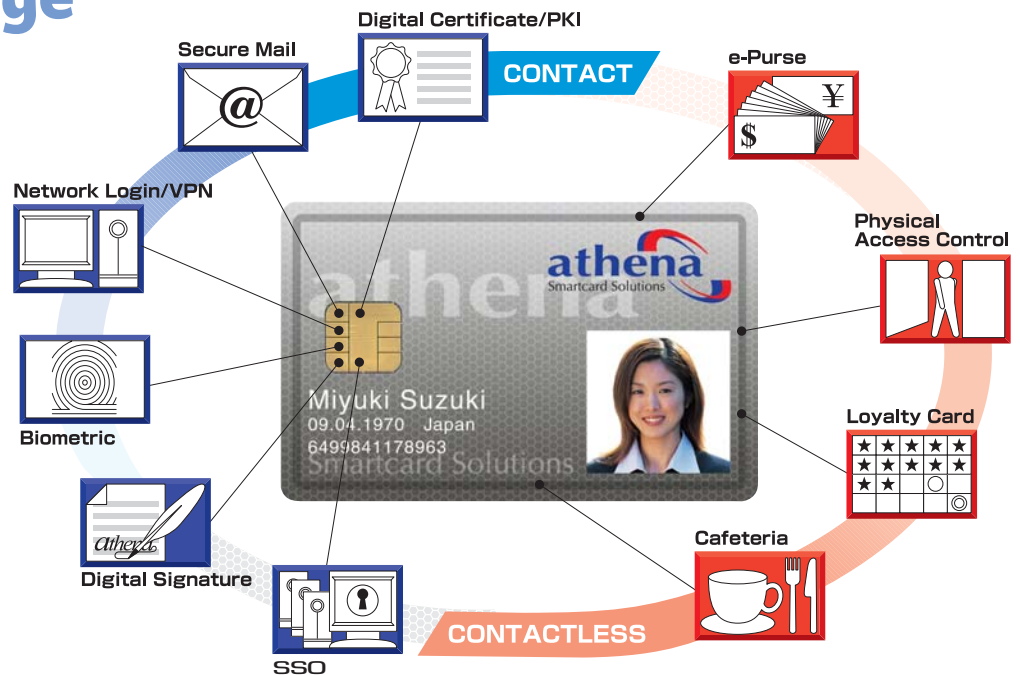 ge
Digital Certificate/PKI
Secure Mail
CONTACT
e-Purse
@
¥
$
Network Login/VPN
Physical
Access Control
athena
athena
Smartcard Solutions
Miyuki Suzuki
09.04.1970 Japan
6499841178963
Smartcard Solutions
Biometric
Loyalty Card
athena
Digital Signature
Cafeteria
CONTACTLESS
SSO